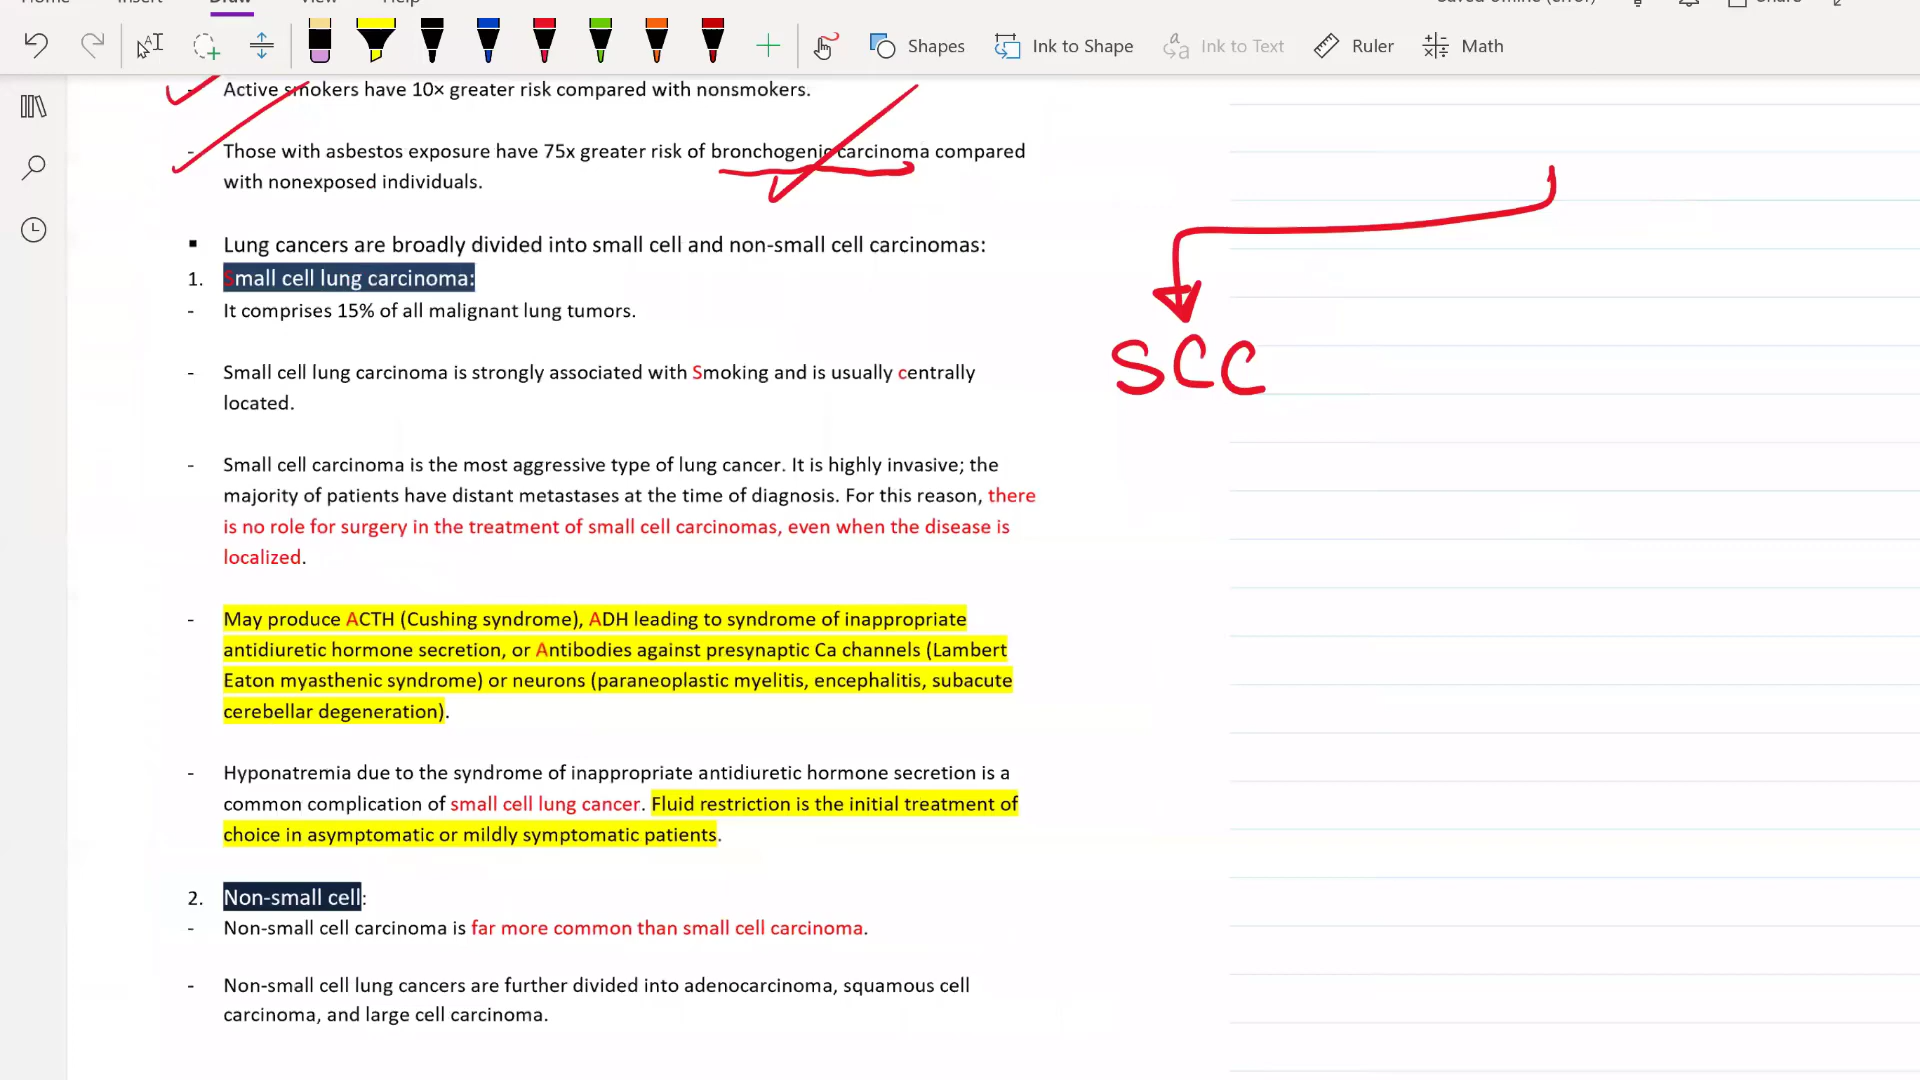 Draw
Shapes
Ink to Shape
Ink to Text
Ruler
Math
- Active smokers have 10× greater risk compared with nonsmokers.
- Those with asbestos exposure have 75x greater risk of bronchogenic carcinoma compared
with nonexposed individuals.
▪ Lung cancers are broadly divided into small cell and non-small cell carcinomas:
1. Small cell lung carcinoma:
- It comprises 15% of all malignant lung tumors.
SCC
- Small cell lung carcinoma is strongly associated with Smoking and is usually centrally
located.
- Small cell carcinoma is the most aggressive type of lung cancer. It is highly invasive; the
majority of patients have distant metastases at the time of diagnosis. For this reason, there
is no role for surgery in the treatment of small cell carcinomas, even when the disease is
localized.
- May produce ACTH (Cushing syndrome), ADH leading to syndrome of inappropriate
antidiuretic hormone secretion, or Antibodies against presynaptic Ca channels (Lambert
Eaton myasthenic syndrome) or neurons (paraneoplastic myelitis, encephalitis, subacute
cerebellar degeneration).
- Hyponatremia due to the syndrome of inappropriate antidiuretic hormone secretion is a
common complication of small cell lung cancer. Fluid restriction is the initial treatment of
choice in asymptomatic or mildly symptomatic patients.
2. Non-small cell:
- Non-small cell carcinoma is far more common than small cell carcinoma.
- Non-small cell lung cancers are further divided into adenocarcinoma, squamous cell
carcinoma, and large cell carcinoma.